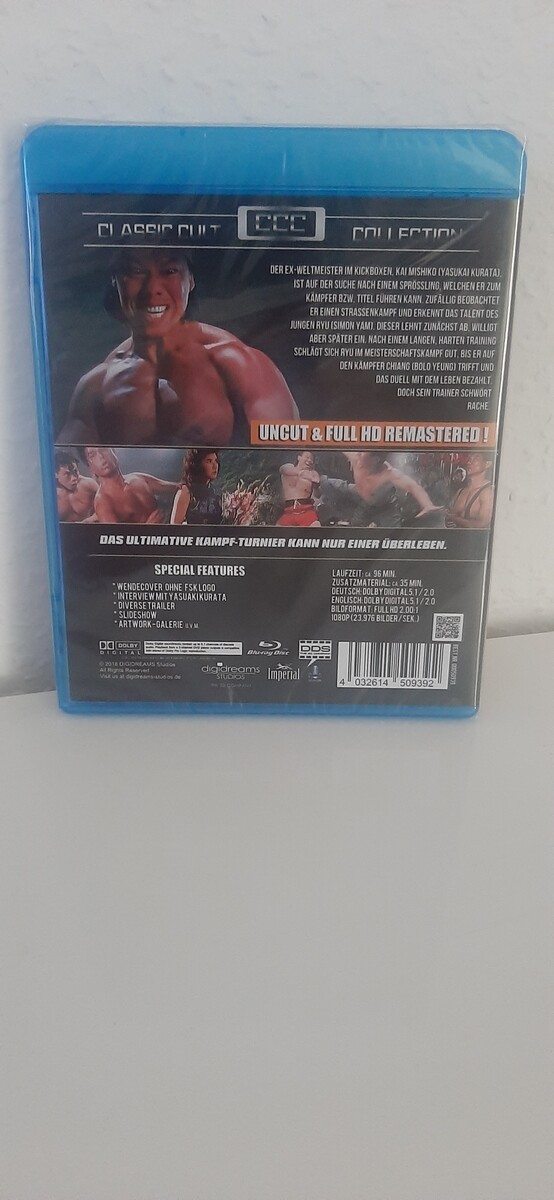 CLASSIC CULT CCC COLLECTION
DER EX-WELTMEISTER IM KICKBOXEN, KAI MISHIKO (YASUKAI KURATA),
IST AUF DER SUCHE NACH EINEM SPRÖSSLING, WELCHEN ER ZUM
KÄMPFER BZW. TITEL FÜHREN KANN. ZUFÄLLIG BEOBACHTET
ER EINEN STRASSENKAMPF UND ERKENNT DAS TALENT DES
JUNGEN RYU (SIMON YAM). DIESER LEHNT ZUNÄCHST AB, WILLIGT
ABER SPÄTER EIN. NACH EINEM LANGEN, HARTEN TRAINING
SCHLÄGT SICH RYU IM MEISTERSCHAFTSKAMPF GUT, BIS ER AUF
DEN KÄMPFER CHIANG (BOLO YEUNG) TRIFFT UND
DAS DUELL MIT DEM LEBEN BEZAHLT.
DOCH SEIN TRAINER SCHWÖRT
RACHE.
UNCUT & FULL HD REMASTERED!
DAS ULTIMATIVE KAMPF-TURNIER KANN NUR EINER ÜBERLEBEN.
SPECIAL FEATURES
* WENDECOVER OHNE FSK LOGO
* INTERVIEW MIT YASUAKI KURATA
* DIVERSE TRAILER
* SLIDESHOW
* ARTWORK-GALERIE U.V.M.
LAUFZEIT: CA. 96 MIN.
ZUSATZMATERIAL: CA. 35 MIN.
DEUTSCH: DOLBY DIGITAL 5.1 / 2.0
ENGLISCH: DOLBY DIGITAL 5.1 / 2.0
BILDFORMAT: FULL HD 2.00:1
1080P (23,976 BILDER/SEK.)
DOLBY
DIGITAL
Blu-ray Disc
DDS
© 2018 DIGIDREAMS Studios
All Rights Reserved
Visit us at digidreams-studios.de
digidreams
STUDIOS
Imperial
4 032614 509392